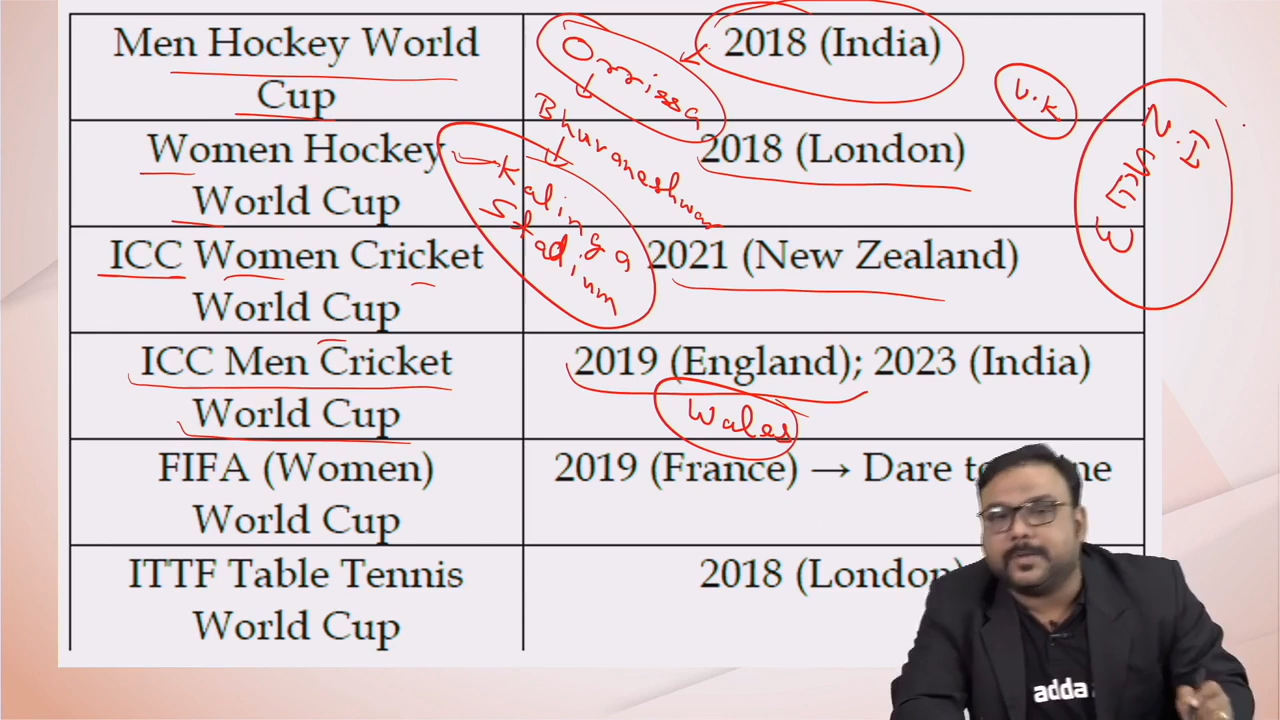 Men Hockey World
Cup
2018 (India)
Orrissa
Bhuvaneshwar
Kalinga
Stadium
U.K
N.I
S
E
W
Women Hockey
World Cup
2018 (London)
ICC Women Cricket
World Cup
2021 (New Zealand)
ICC Men Cricket
World Cup
2019 (England); 2023 (India)
Wales
FIFA (Women)
World Cup
2019 (France) → Dare
ITTF Table Tennis
World Cup
2018 (London)
adda